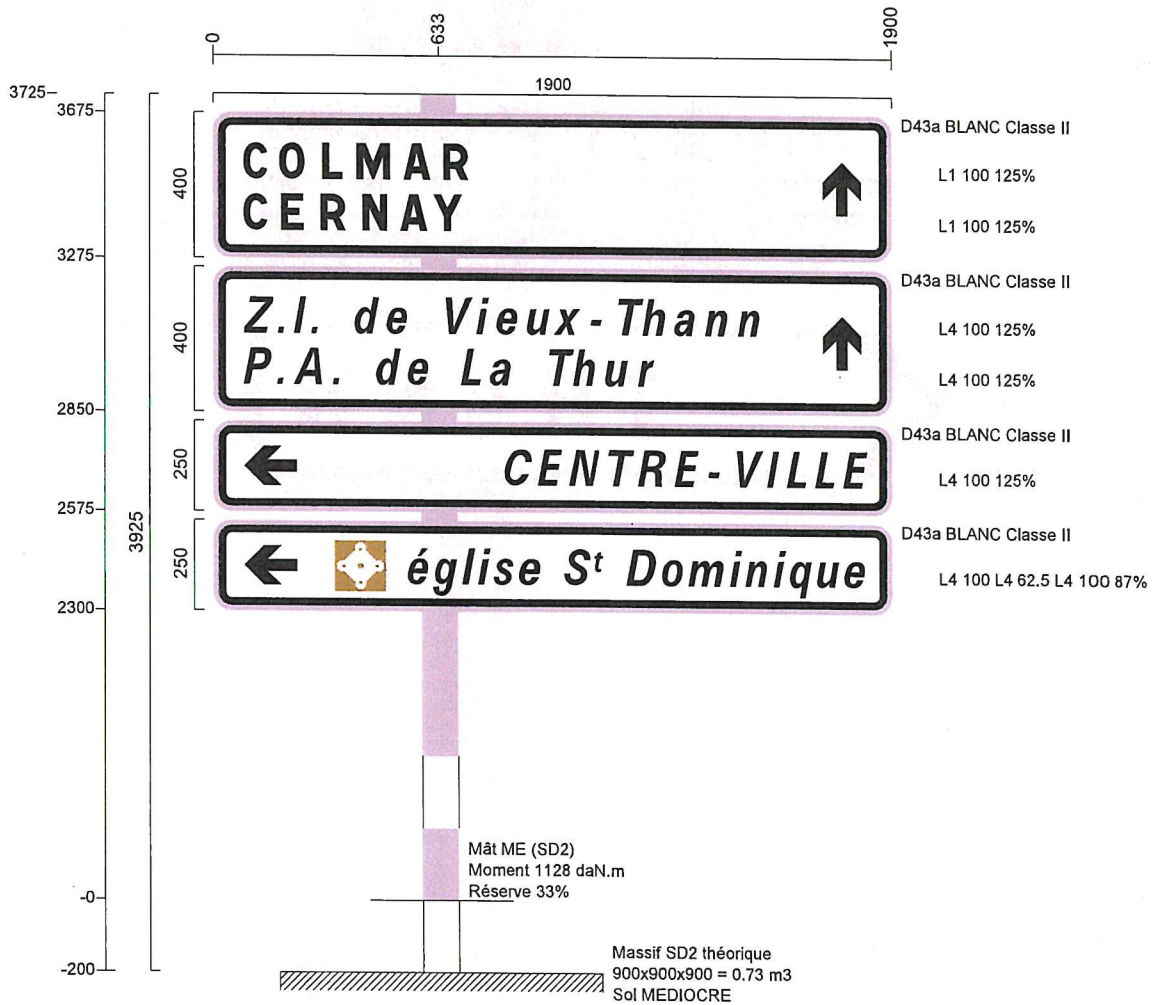 0
633
1900
1900
3725
3675
400
COLMAR
CERNAY
D43a BLANC Classe II
L1 100 125%
L1 100 125%
3275
400
Z.I. de Vieux-Thann
P.A. de La Thur
D43a BLANC Classe II
L4 100 125%
L4 100 125%
2850
250
CENTRE-VILLE
D43a BLANC Classe II
L4 100 125%
2575
3925
250
église St Dominique
D43a BLANC Classe II
L4 100 L4 62.5 L4 100 87%
2300
Mât ME (SD2)
Moment 1128 daN.m
Réserve 33%
-0
-200
Massif SD2 théorique
900x900x900 = 0.73 m3
Sol MEDIOCRE